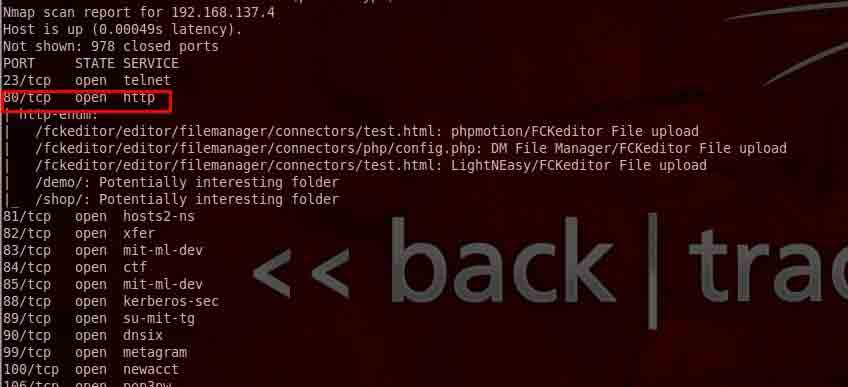 Nmap scan report for 192.168.137.4
Host is up (0.00049s latency).
Not shown: 978 closed ports
PORT     STATE SERVICE
23/tcp   open  telnet
80/tcp   open  http
| http-enum:
|   /fckeditor/editor/filemanager/connectors/test.html: phpmotion/FCKeditor File upload
|   /fckeditor/editor/filemanager/connectors/php/config.php: DM File Manager/FCKeditor File upload
|   /fckeditor/editor/filemanager/connectors/test.html: LightNEasy/FCKeditor File upload
|   /demo/: Potentially interesting folder
|_  /shop/: Potentially interesting folder
81/tcp   open  hosts2-ns
82/tcp   open  xfer
83/tcp   open  mit-ml-dev
84/tcp   open  ctf
85/tcp   open  mit-ml-dev
88/tcp   open  kerberos-sec
89/tcp   open  su-mit-tg
90/tcp   open  dnsix
99/tcp   open  metagram
100/tcp  open  newacct
106/tcp  open  pop3pw
<< back | trac